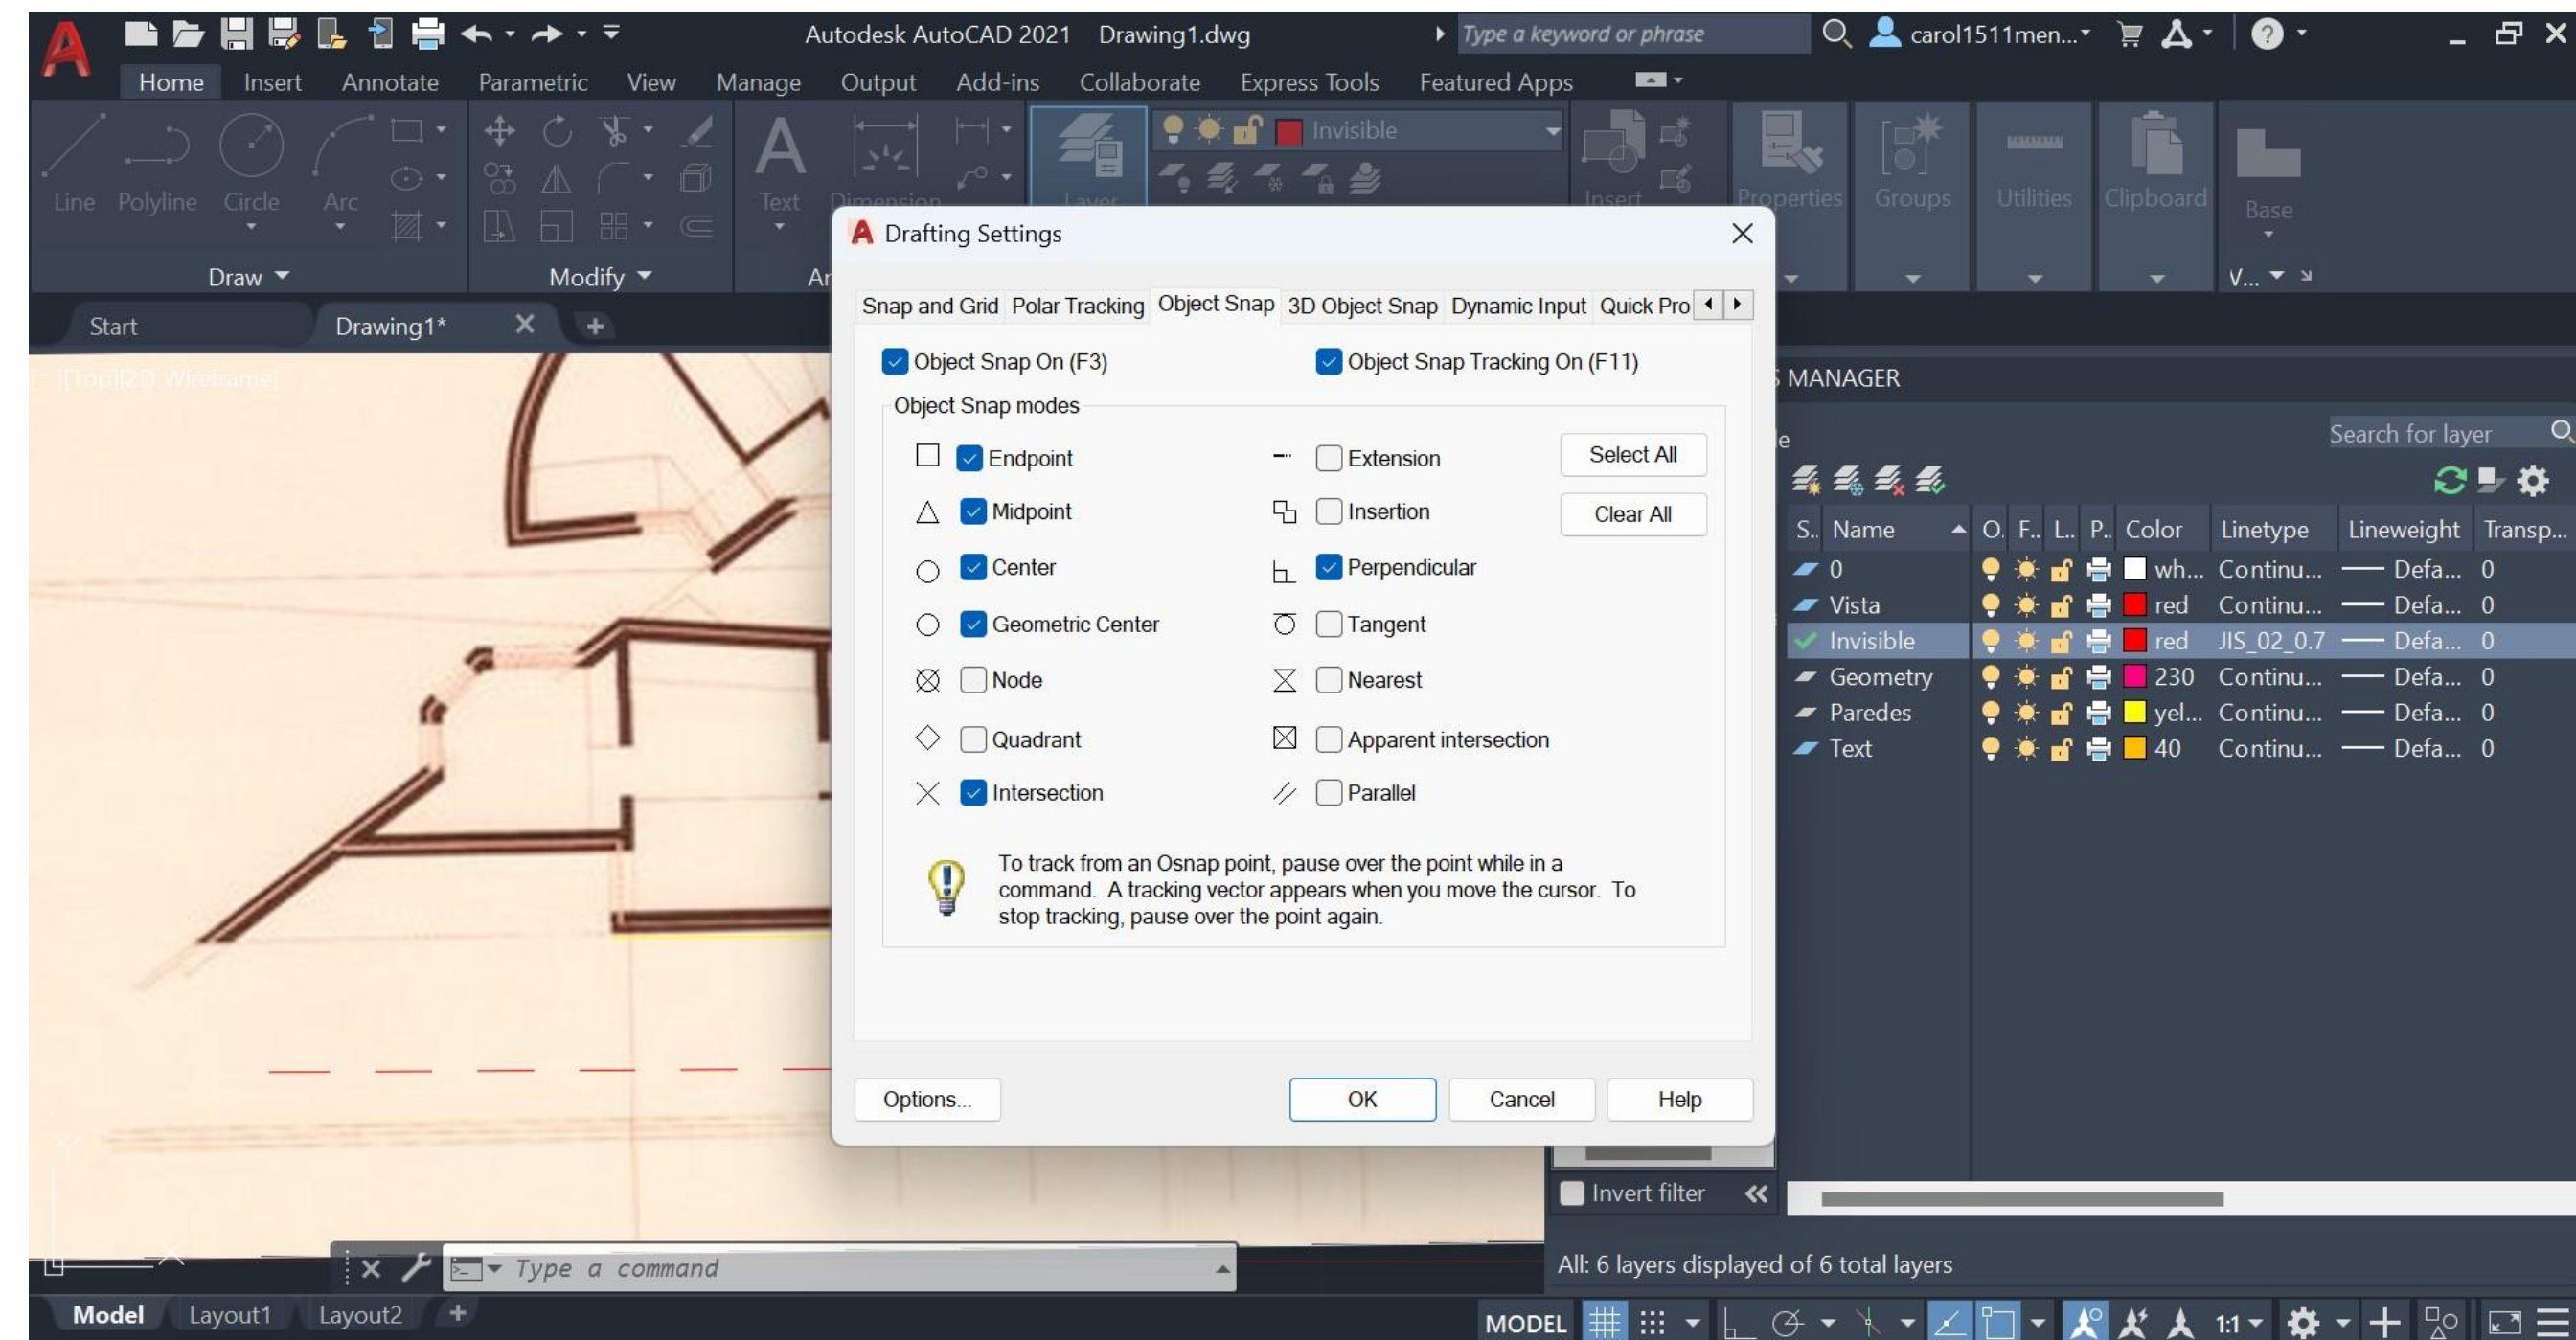 Autodesk AutoCAD 2021 Drawing1.dwg
Type a keyword or phrase
carol1511men...
Home Insert Annotate Parametric View Manage Output Add-ins Collaborate Express Tools Featured Apps
Invisible
Line Polyline Circle Arc
Text Dimension Layer Insert Properties Groups Utilities Clipboard Base
Draw Modify
V...
Start Drawing1*
[-][Top][2D Wireframe]
Drafting Settings
Snap and Grid Polar Tracking Object Snap 3D Object Snap Dynamic Input Quick Pro
Object Snap On (F3) Object Snap Tracking On (F11)
Object Snap modes
Endpoint Extension Select All
Midpoint Insertion Clear All
Center Perpendicular
Geometric Center Tangent
Node Nearest
Quadrant Apparent intersection
Intersection Parallel
To track from an Osnap point, pause over the point while in a
command. A tracking vector appears when you move the cursor. To
stop tracking, pause over the point again.
Options... OK Cancel Help
MANAGER
Search for layer
S.. Name O. F.. L.. P.. Color Linetype Lineweight Transp...
0 wh... Continu... Defa... 0
Vista red Continu... Defa... 0
Invisible red JIS_02_0.7 Defa... 0
Geometry 230 Continu... Defa... 0
Paredes yel... Continu... Defa... 0
Text 40 Continu... Defa... 0
Invert filter
All: 6 layers displayed of 6 total layers
Y
X
Type a command
Model Layout1 Layout2
MODEL 1:1